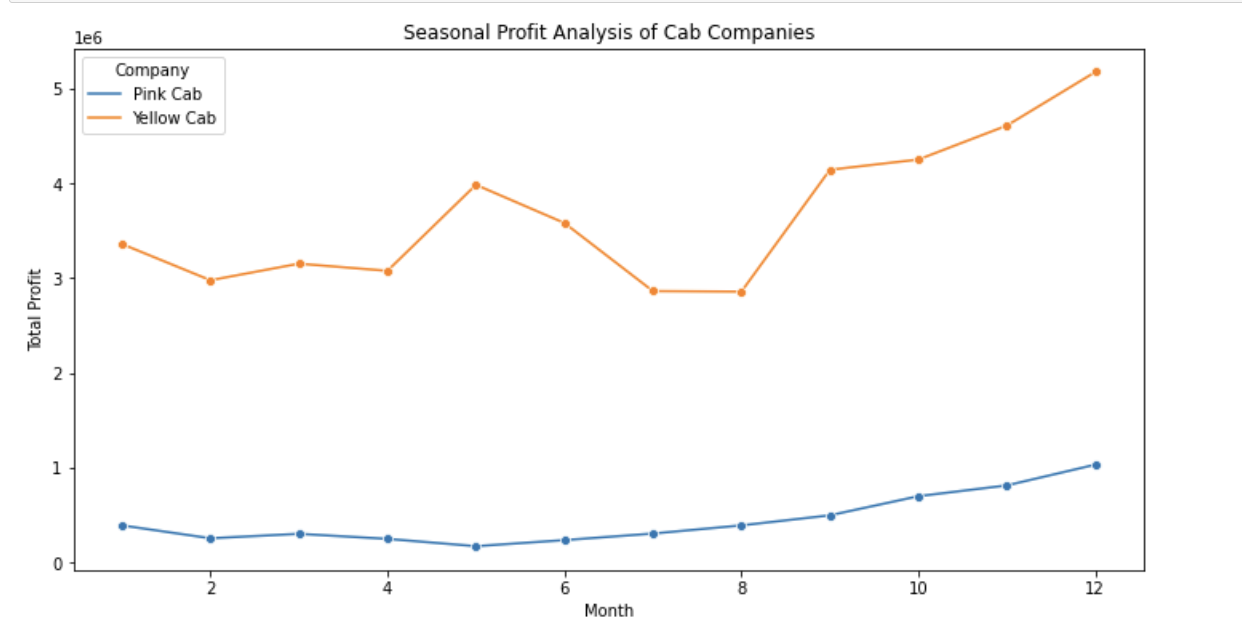 Seasonal Profit Analysis of Cab Companies
1e6
Company
Pink Cab
Yellow Cab
5
4
3
2
1
0
Total Profit
2 4 6 8 10 12
Month